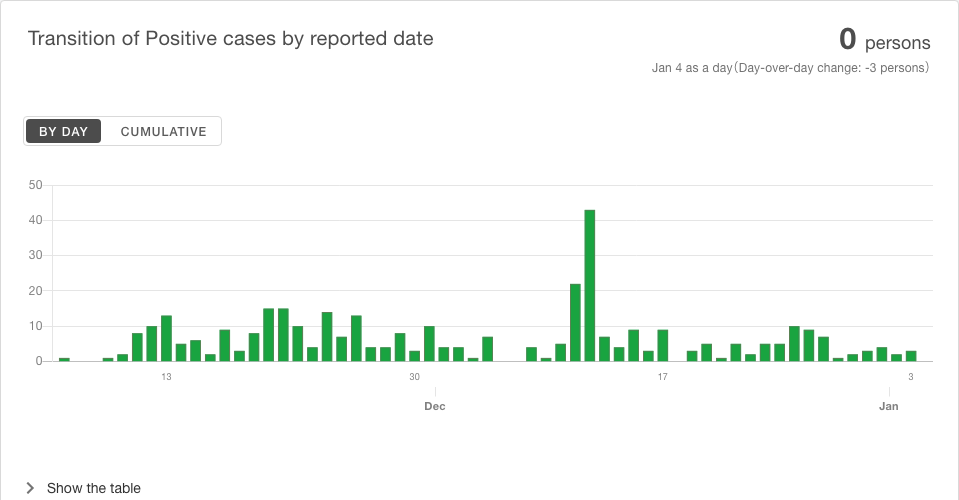 Transition of Positive cases by reported date
0 persons
Jan 4 as a day(Day-over-day change: -3 persons)
BY DAY CUMULATIVE
50
40
30
20
10
0
13 30 17 3
Dec Jan
Show the table